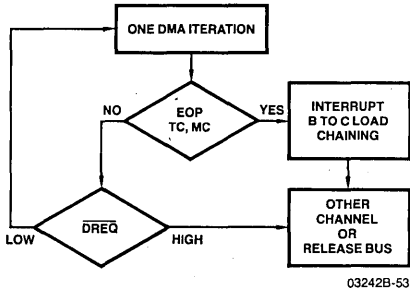 ONE DMA ITERATION
NO
EOP
TC, MC
YES
INTERRUPT
B TO C LOAD
CHAINING
LOW
DREQ
HIGH
OTHER
CHANNEL
OR
RELEASE BUS
03242B-53